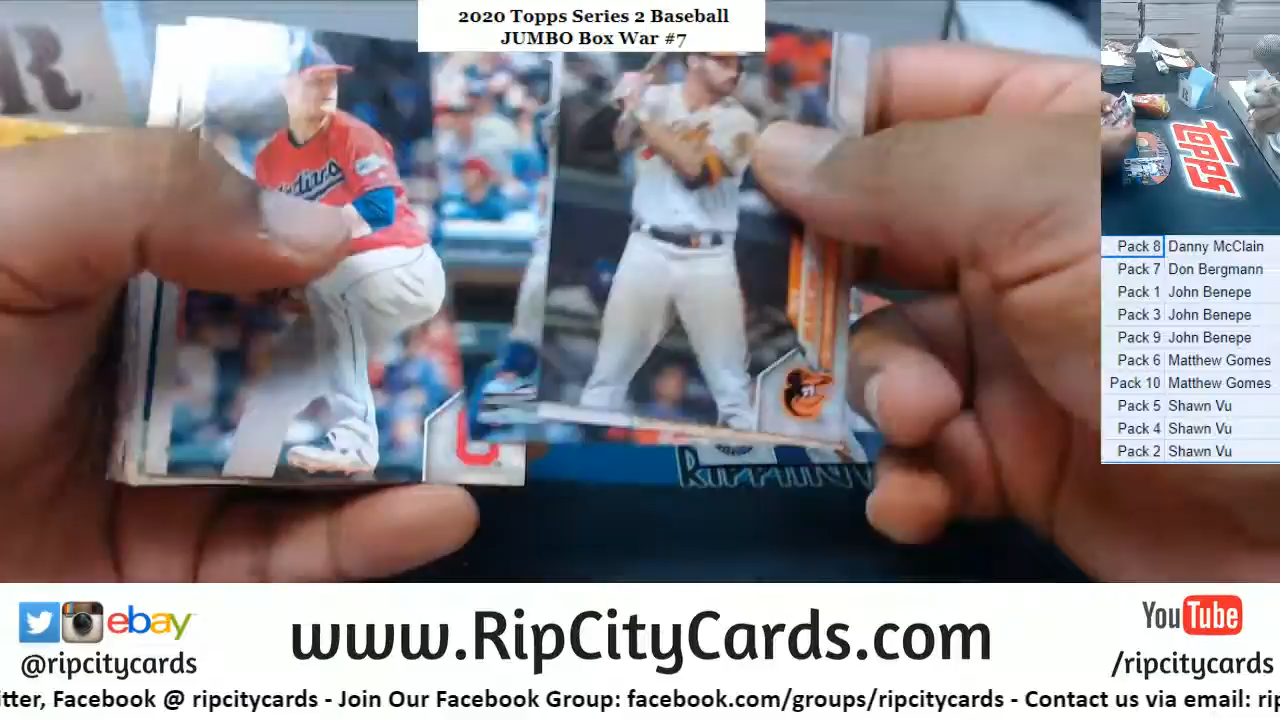 2020 Topps Series 2 Baseball
JUMBO Box War #7
R
Indians
C
topps
RIPPIN
Pack 8 Danny McClain
Pack 7 Don Bergmann
Pack 1 John Benepe
Pack 3 John Benepe
Pack 9 John Benepe
Pack 6 Matthew Gomes
Pack 10 Matthew Gomes
Pack 5 Shawn Vu
Pack 4 Shawn Vu
Pack 2 Shawn Vu
ebay
@ripcitycards
www.RipCityCards.com
YouTube
/ripcitycards
itter, Facebook @ ripcitycards - Join Our Facebook Group: facebook.com/groups/ripcitycards - Contact us via email: rip